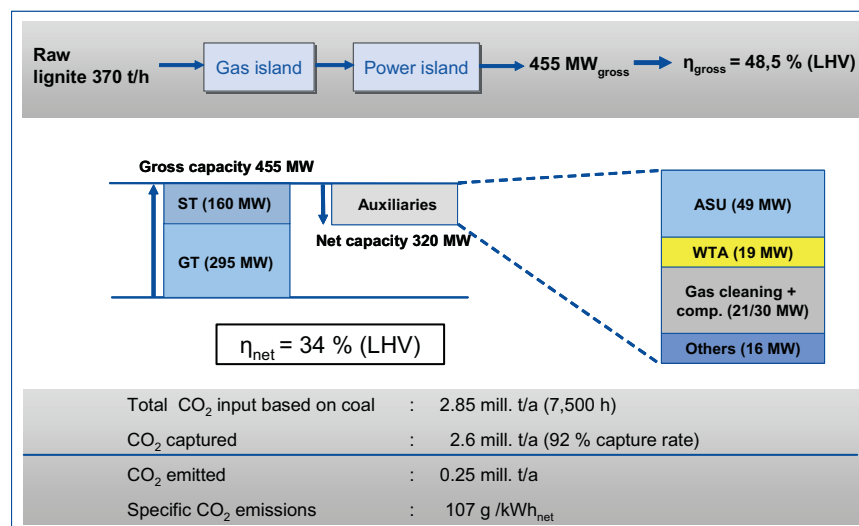 Raw
lignite 370 t/h
Gas island
Power island
455 MWgross
ηgross = 48,5 % (LHV)
Gross capacity 455 MW
ST (160 MW)
Auxiliaries
Net capacity 320 MW
GT (295 MW)
ASU (49 MW)
WTA (19 MW)
Gas cleaning +
comp. (21/30 MW)
Others (16 MW)
ηnet = 34 % (LHV)
Total CO2 input based on coal : 2.85 mill. t/a (7,500 h)
CO2 captured : 2.6 mill. t/a (92 % capture rate)
CO2 emitted : 0.25 mill. t/a
Specific CO2 emissions : 107 g /kWhnet